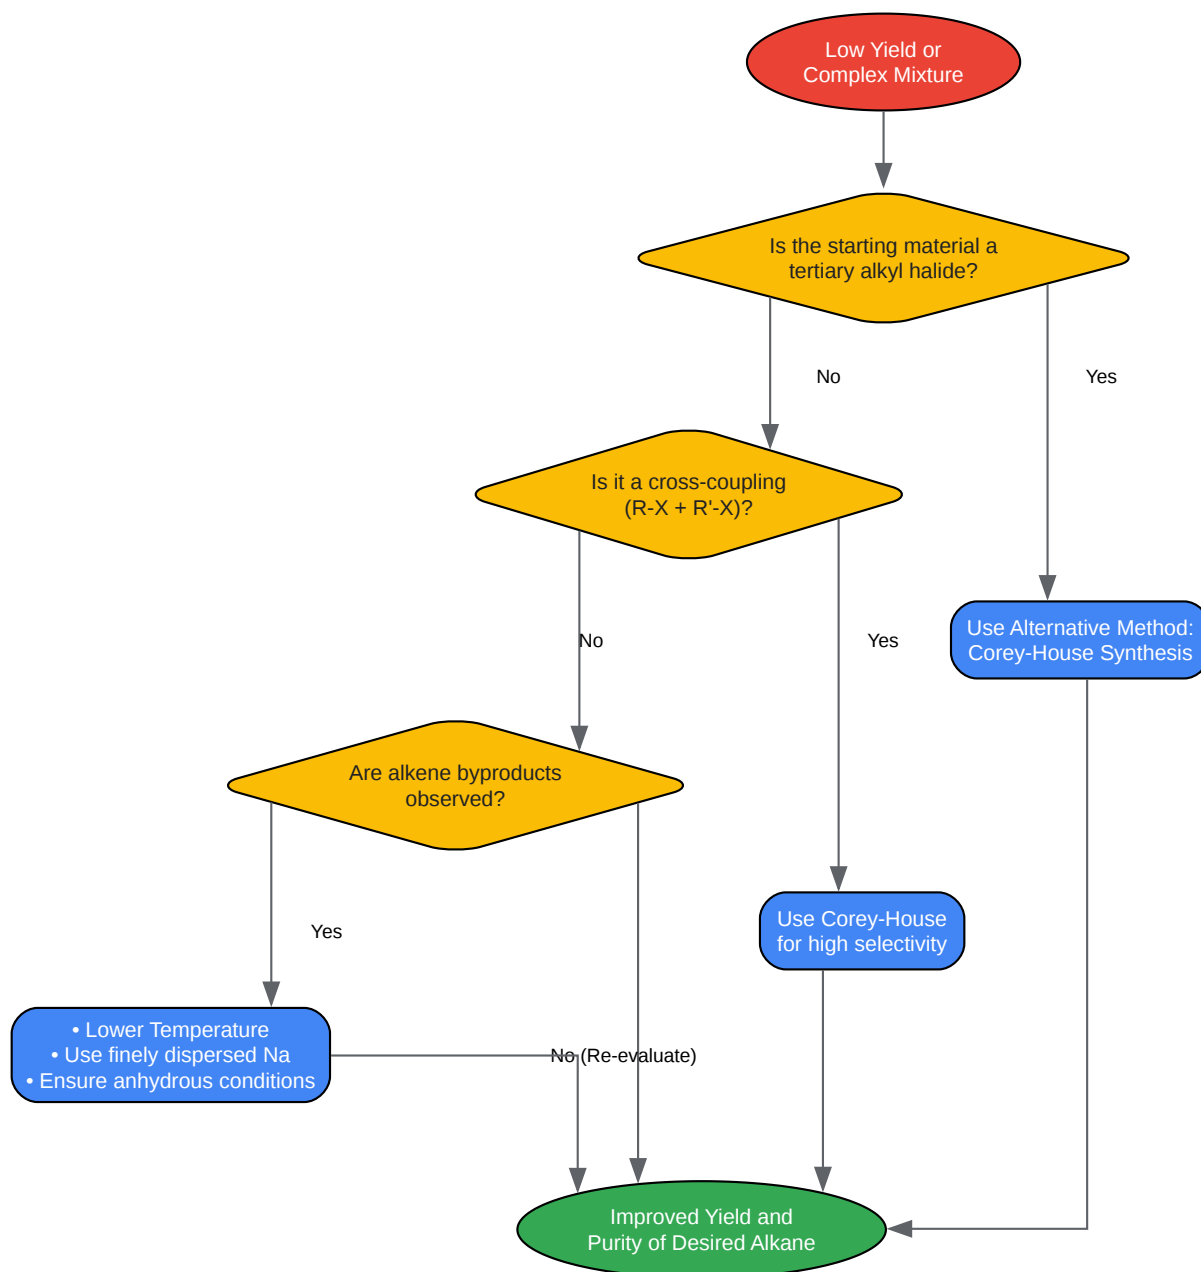 Low Yield or
Complex Mixture
Is the starting material a
tertiary alkyl halide?
No
Yes
Is it a cross-coupling
(R-X + R'-X)?
No
Yes
Use Alternative Method:
Corey-House Synthesis
Are alkene byproducts
observed?
Yes
Use Corey-House
for high selectivity
• Lower Temperature
• Use finely dispersed Na
• Ensure anhydrous conditions
No (Re-evaluate)
Improved Yield and
Purity of Desired Alkane